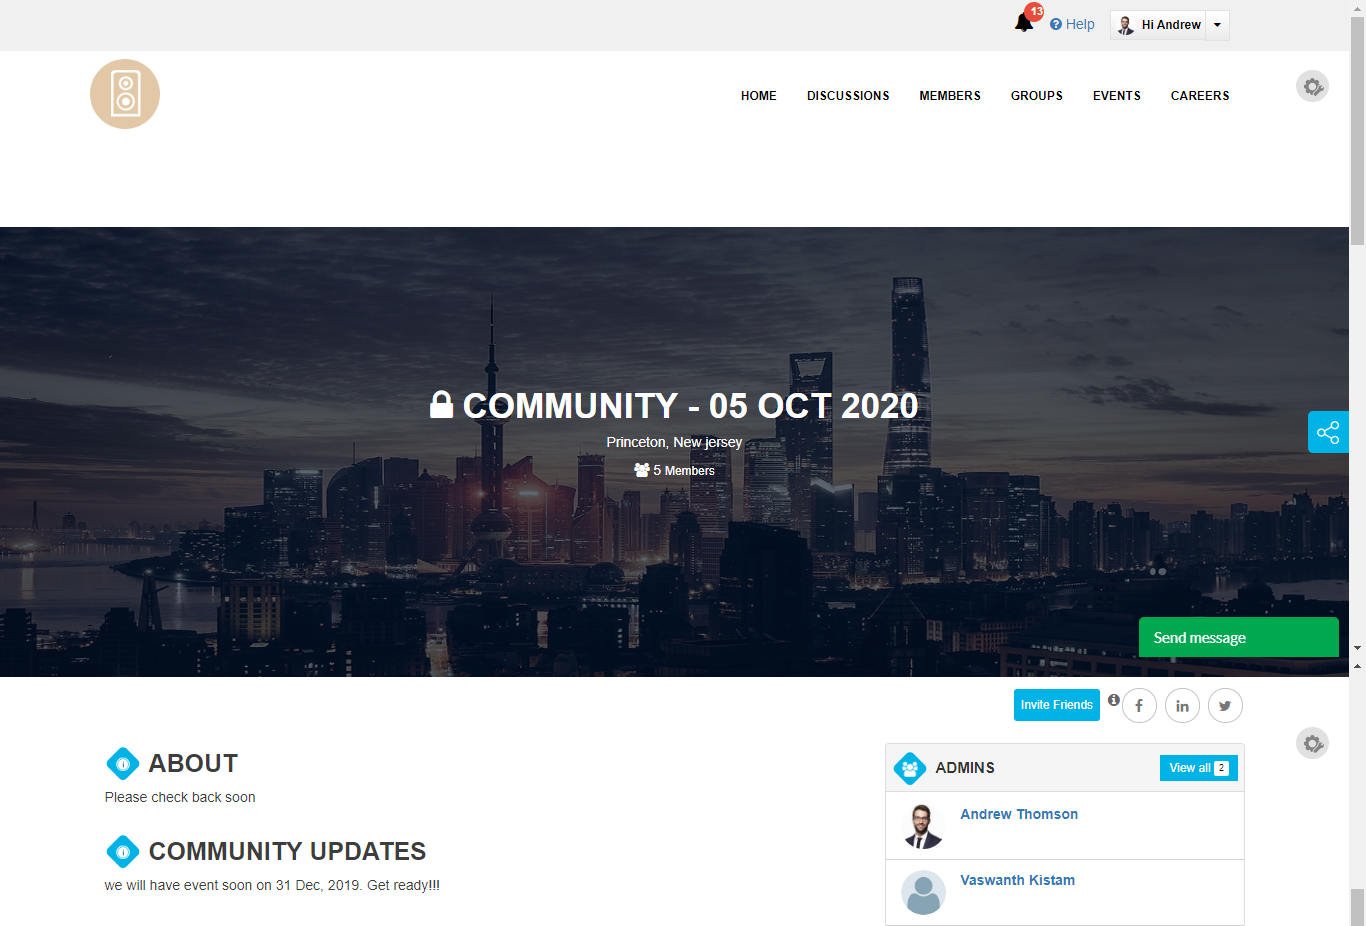 13
Help
Hi Andrew
HOME DISCUSSIONS MEMBERS GROUPS EVENTS CAREERS
COMMUNITY - 05 OCT 2020
Princeton, New jersey
5 Members
Send message
Invite Friends
ABOUT
Please check back soon
COMMUNITY UPDATES
we will have event soon on 31 Dec, 2019. Get ready!!!
ADMINS
View all 2
Andrew Thomson
Vaswanth Kistam